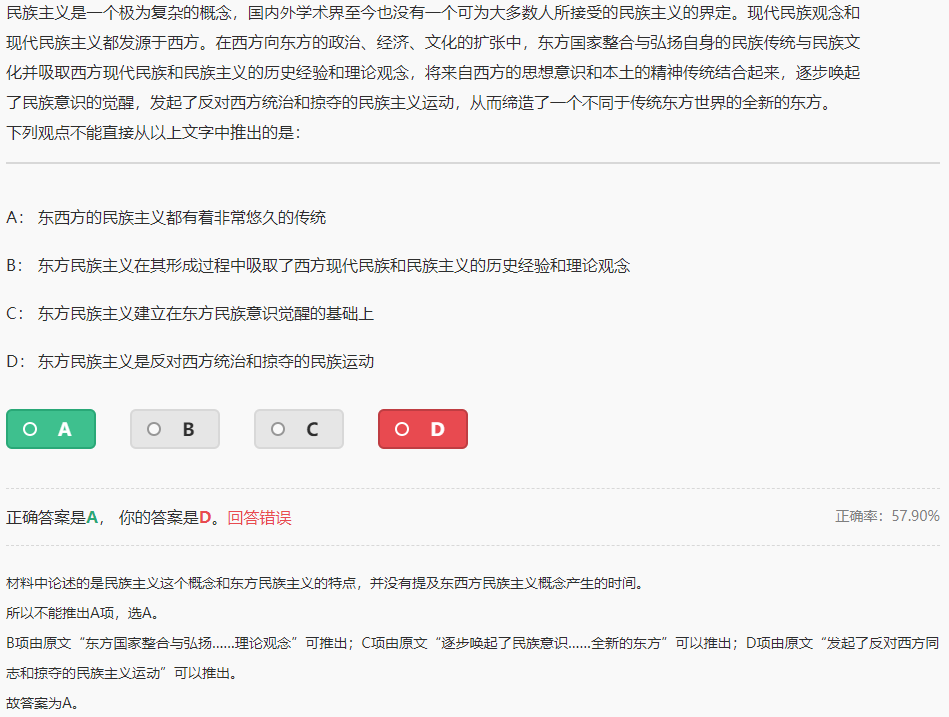 民族主义是一个极为复杂的概念，国内外学术界至今也没有一个可为大多数人所接受的民族主义的界定。现代民族观念和
现代民族主义都发源于西方。在西方向东方的政治、经济、文化的扩张中，东方国家整合与弘扬自身的民族传统与民族文
化并吸取西方现代民族和民族主义的历史经验和理论观念，将来自西方的思想意识和本土的精神传统结合起来，逐步唤起
了民族意识的觉醒，发起了反对西方统治和掠夺的民族主义运动，从而缔造了一个不同于传统东方世界的全新的东方。
下列观点不能直接从以上文字中推出的是：
A： 东西方的民族主义都有着非常悠久的传统
B： 东方民族主义在其形成过程中吸取了西方现代民族和民族主义的历史经验和理论观念
C： 东方民族主义建立在东方民族意识觉醒的基础上
D： 东方民族主义是反对西方统治和掠夺的民族运动
A B C D
正确答案是A， 你的答案是D。回答错误 正确率：57.90%
材料中论述的是民族主义这个概念和东方民族主义的特点，并没有提及东西方民族主义概念产生的时间。
所以不能推出A项，选A。
B项由原文“东方国家整合与弘扬……理论观念”可推出；C项由原文“逐步唤起了民族意识……全新的东方”可以推出；D项由原文“发起了反对西方同
志和掠夺的民族主义运动”可以推出。
故答案为A。